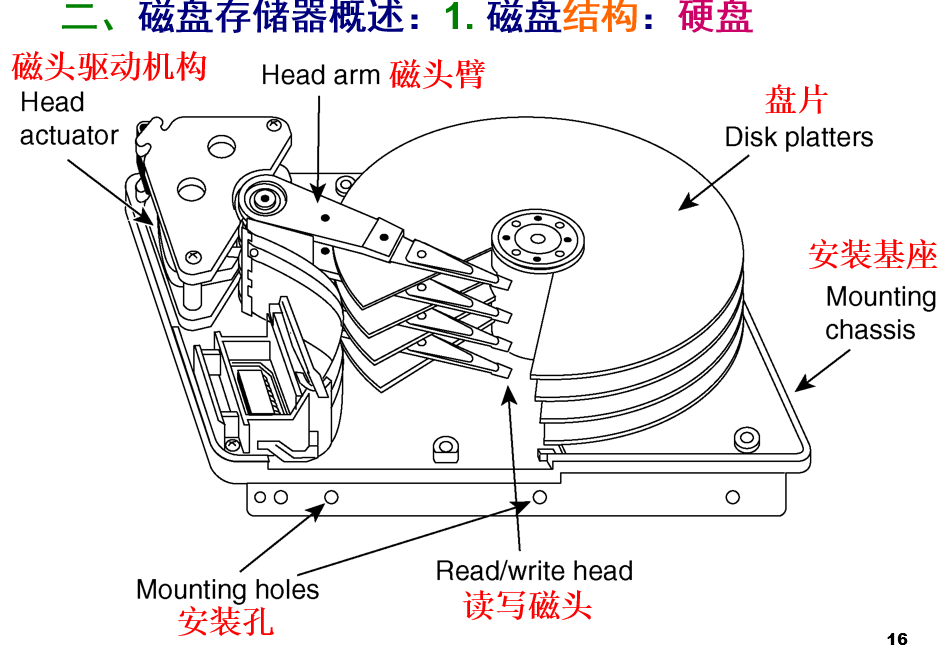 二、磁盘存储器概述：1. 磁盘结构：硬盘
磁头驱动机构
Head
actuator
Head arm 磁头臂
盘片
Disk platters
安装基座
Mounting
chassis
Mounting holes
安装孔
Read/write head
读写磁头
16